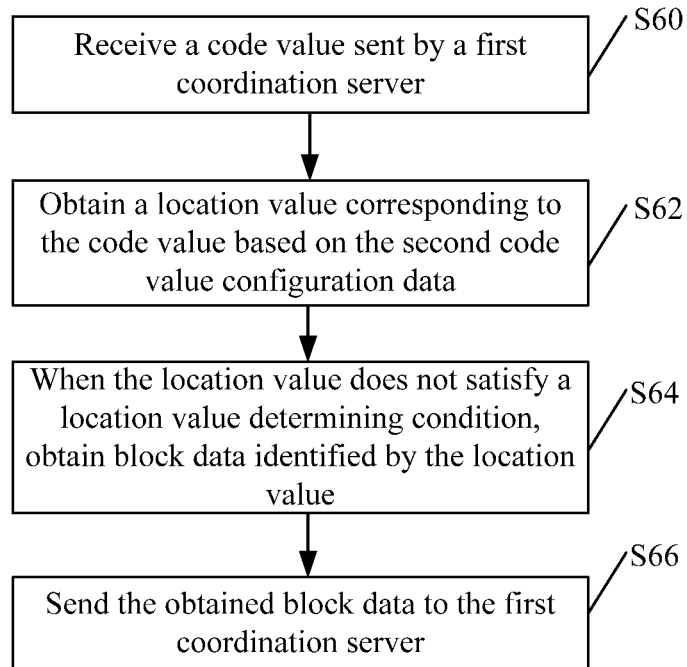 Receive a code value sent by a first
coordination server
S60
Obtain a location value corresponding to
the code value based on the second code
value configuration data
S62
When the location value does not satisfy a
location value determining condition,
obtain block data identified by the location
value
S64
Send the obtained block data to the first
coordination server
S66